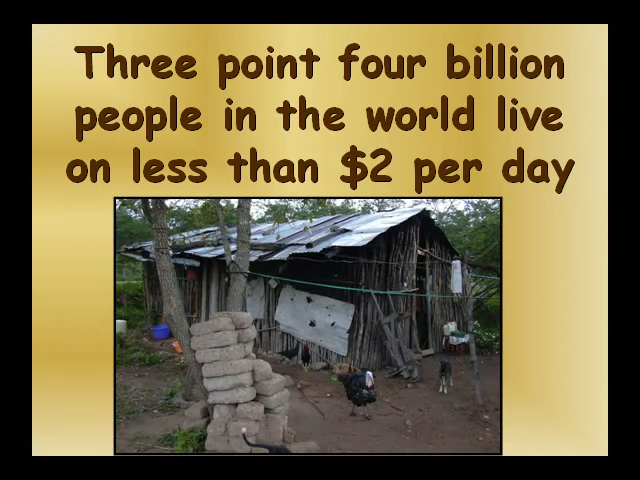 Three point four billion
people in the world live
on less than $2 per day